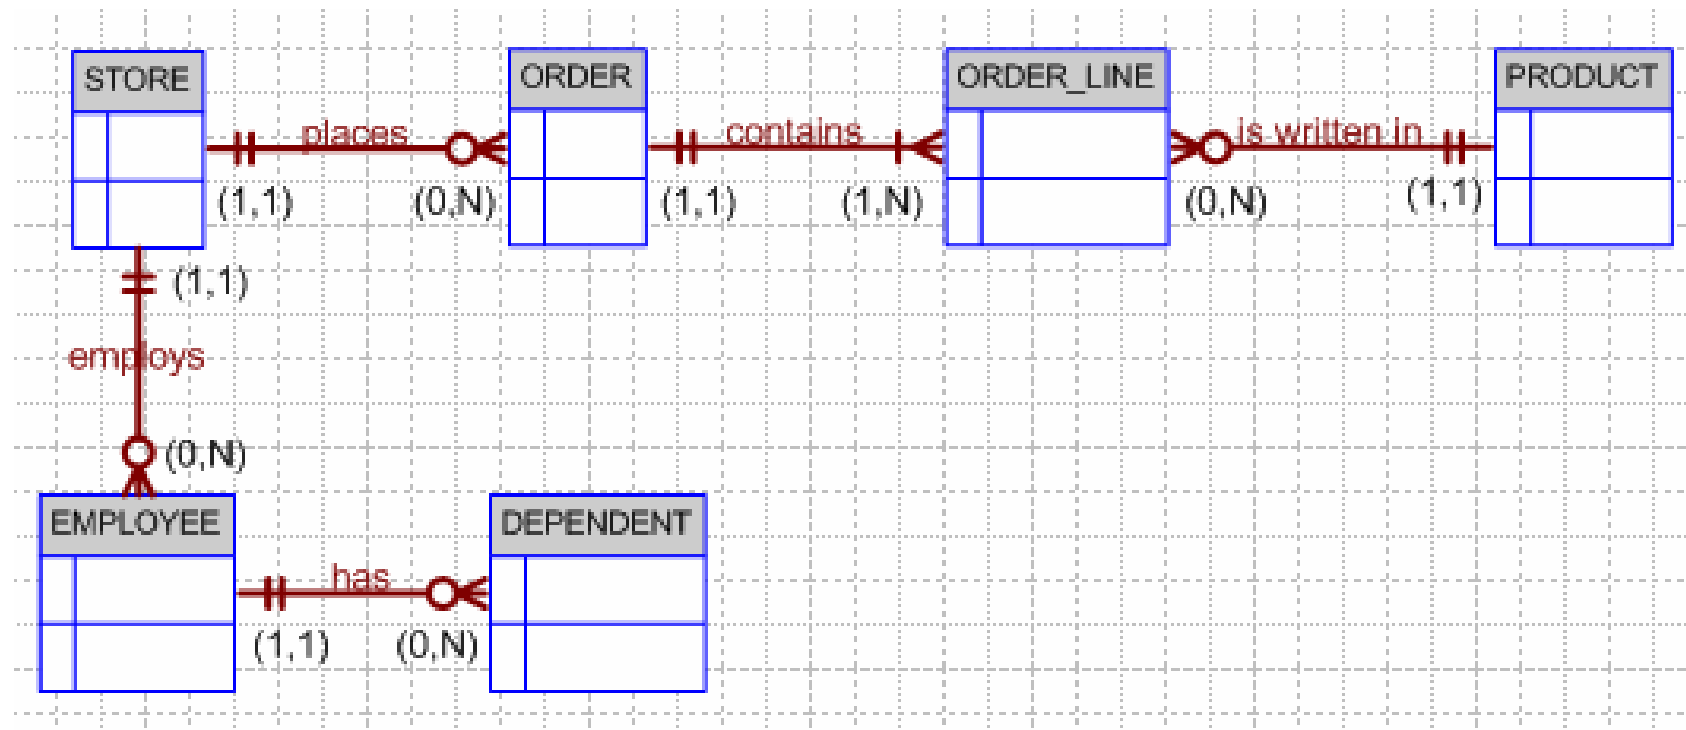 STORE
ORDER
ORDER_LINE
PRODUCT
places
contains
is written in
(1,1)
(0,N)
(1,1)
(1,N)
(0,N)
(1,1)
(1,1)
employs
(0,N)
EMPLOYEE
DEPENDENT
has
(1,1)
(0,N)